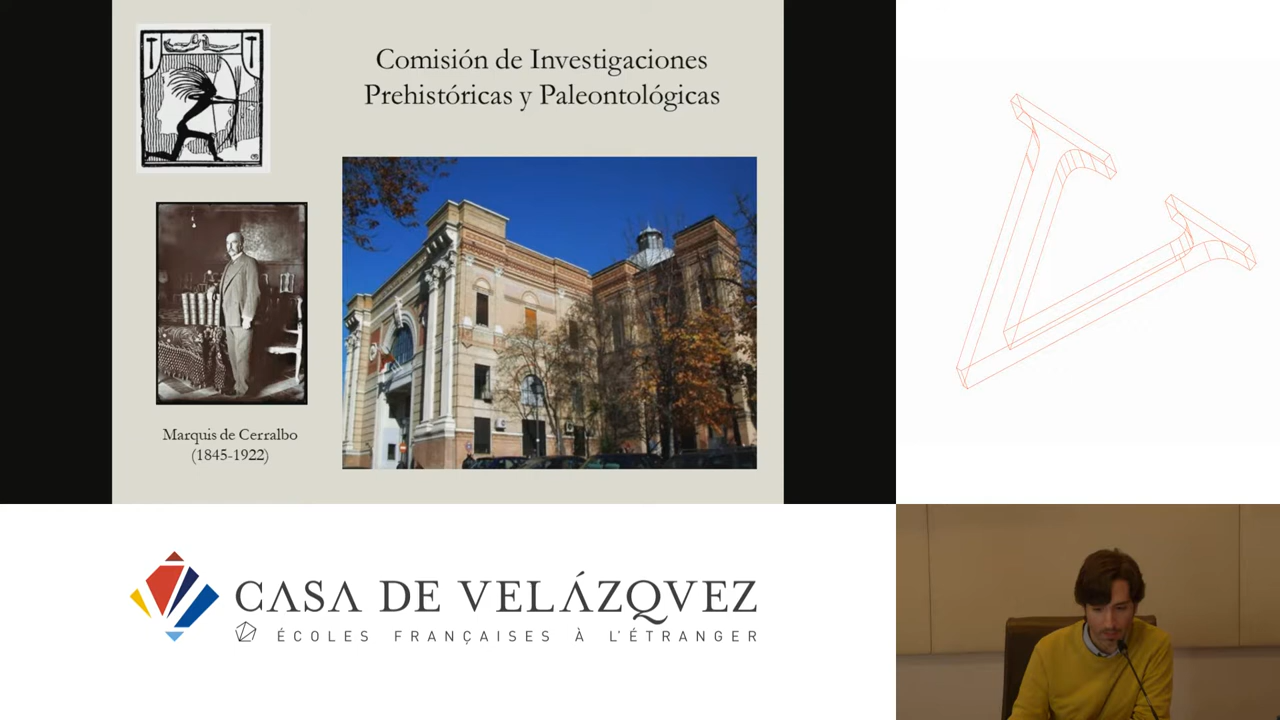 Comisión de Investigaciones
Prehistóricas y Paleontológicas
Marquis de Cerralbo
(1845-1922)
CASA DE VELÁZQVEZ
ÉCOLES FRANÇAISES À L'ÉTRANGER